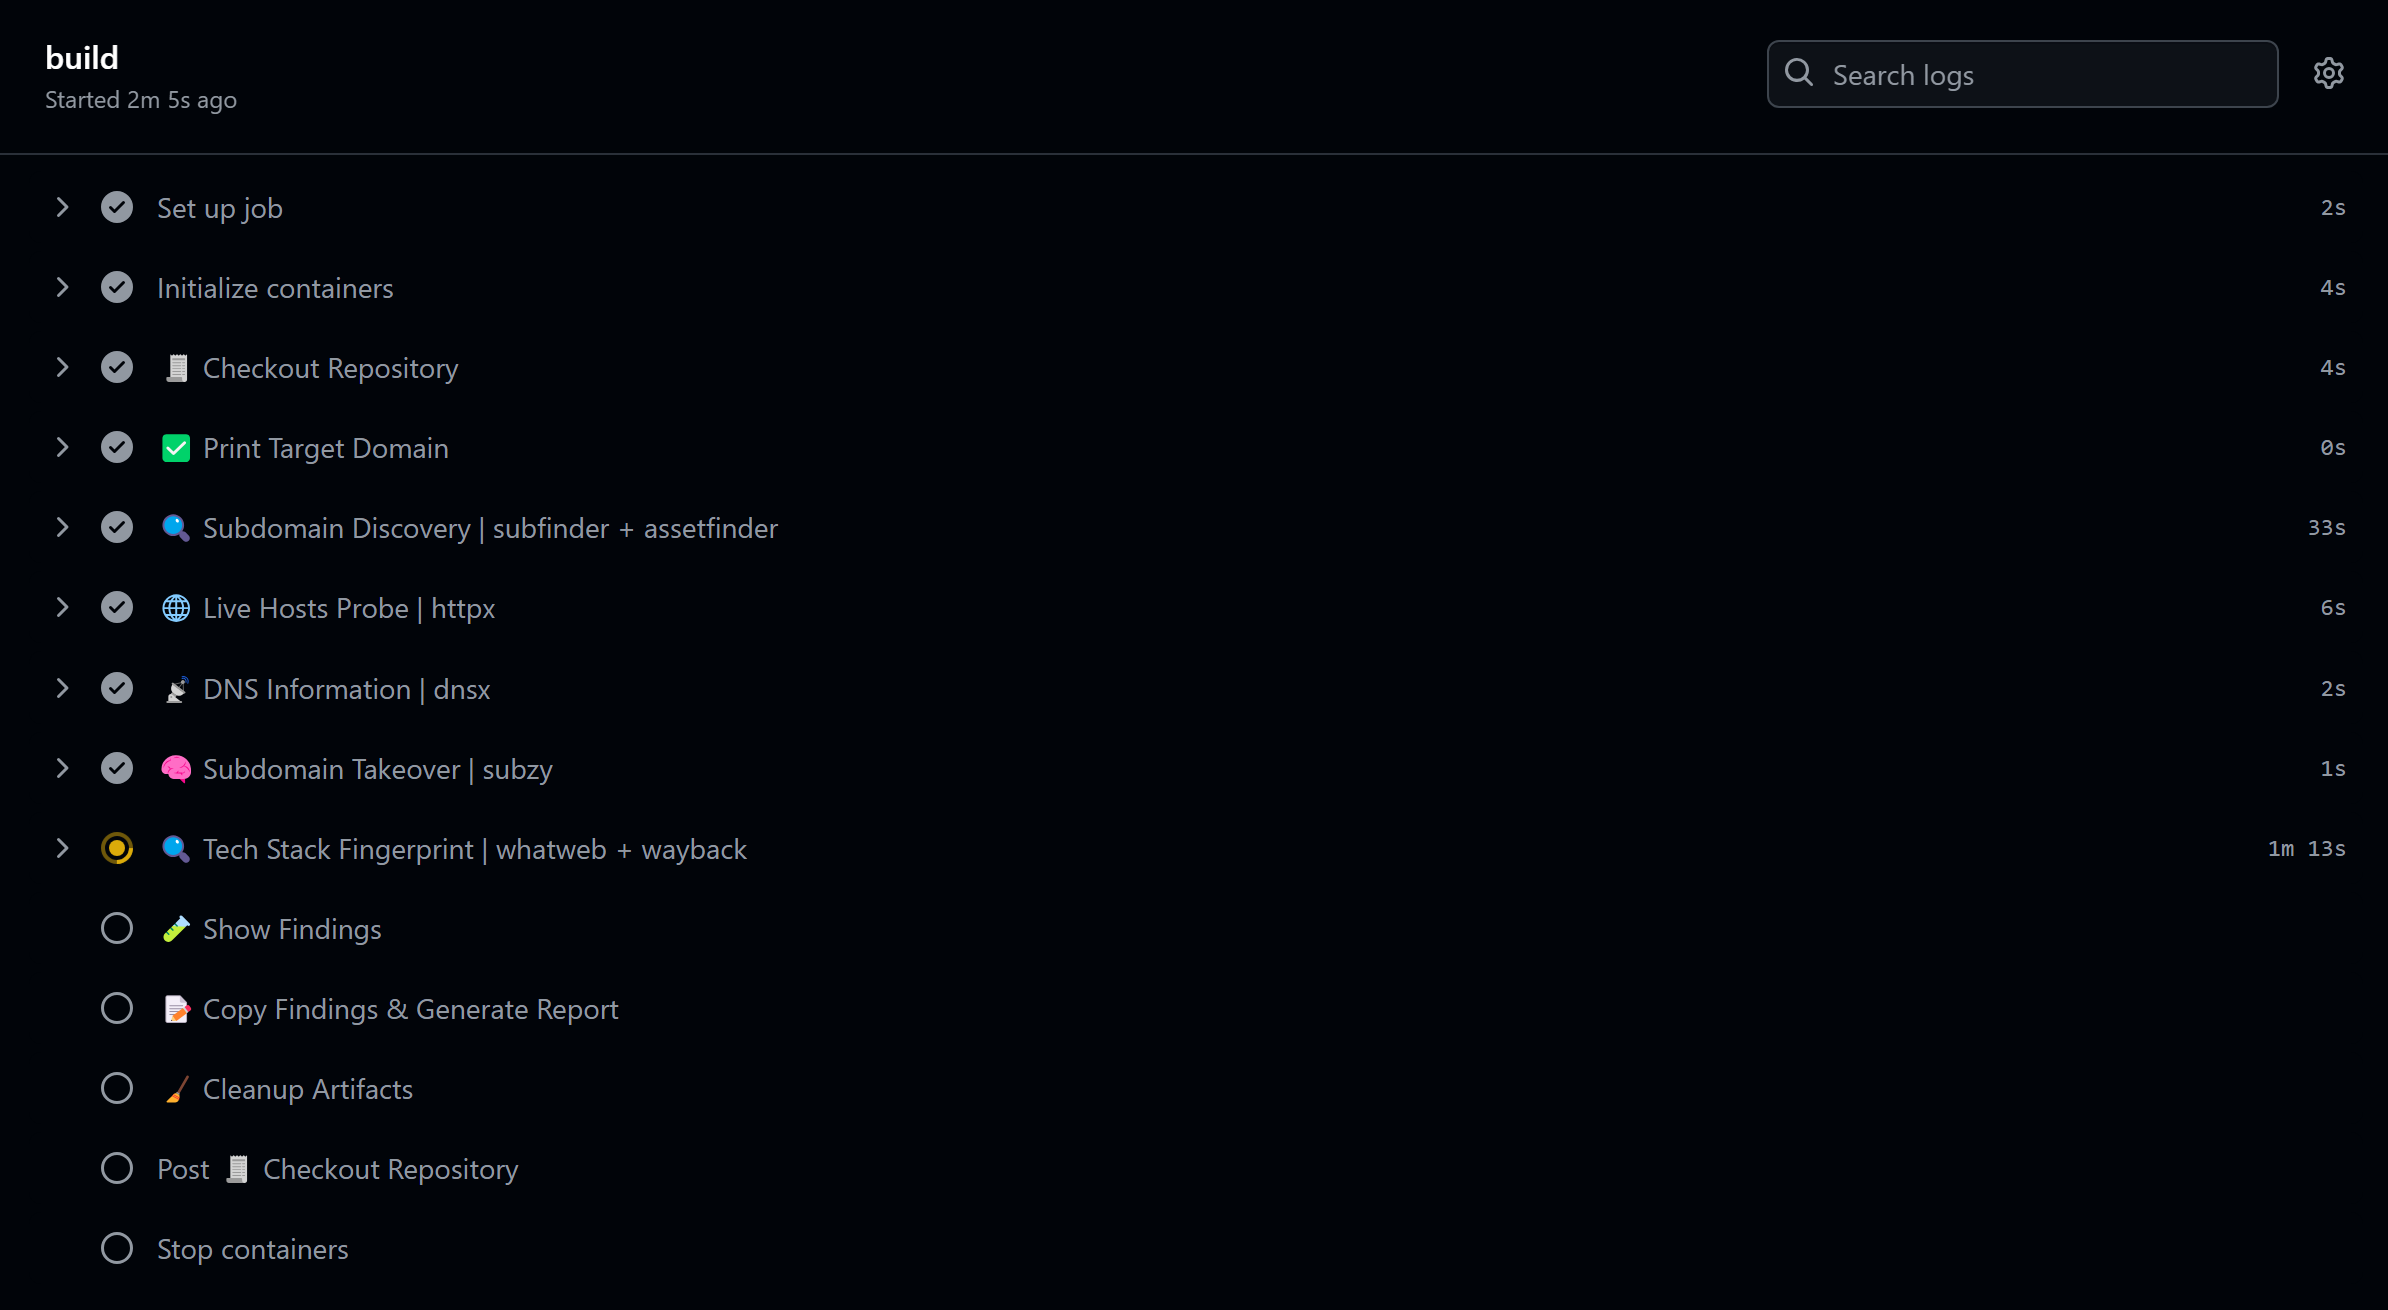 build
Started 2m 5s ago
Search logs
Set up job 2s
Initialize containers 4s
Checkout Repository 4s
Print Target Domain 0s
Subdomain Discovery | subfinder + assetfinder 33s
Live Hosts Probe | httpx 6s
DNS Information | dnsx 2s
Subdomain Takeover | subzy 1s
Tech Stack Fingerprint | whatweb + wayback 1m 13s
Show Findings
Copy Findings & Generate Report
Cleanup Artifacts
Post Checkout Repository
Stop containers